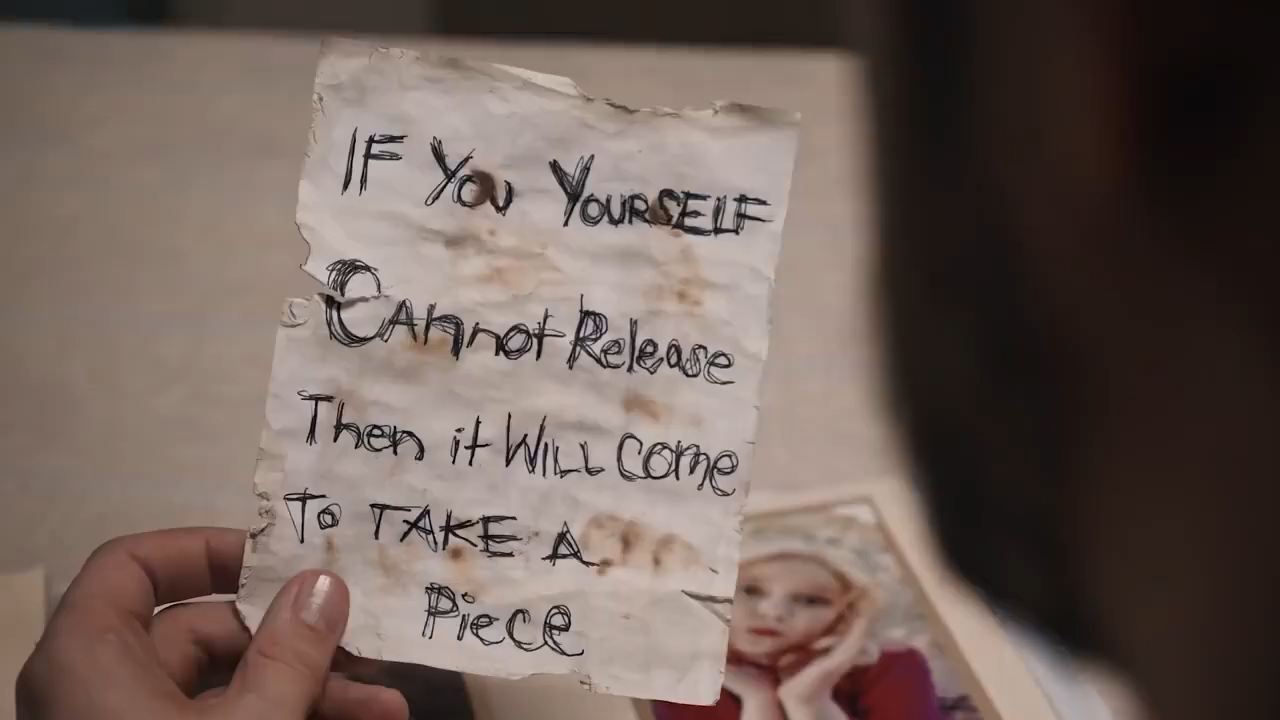 IF YOU YOURSELF
CANnot Release
Then it WILL Come
To TAKE A
Piece